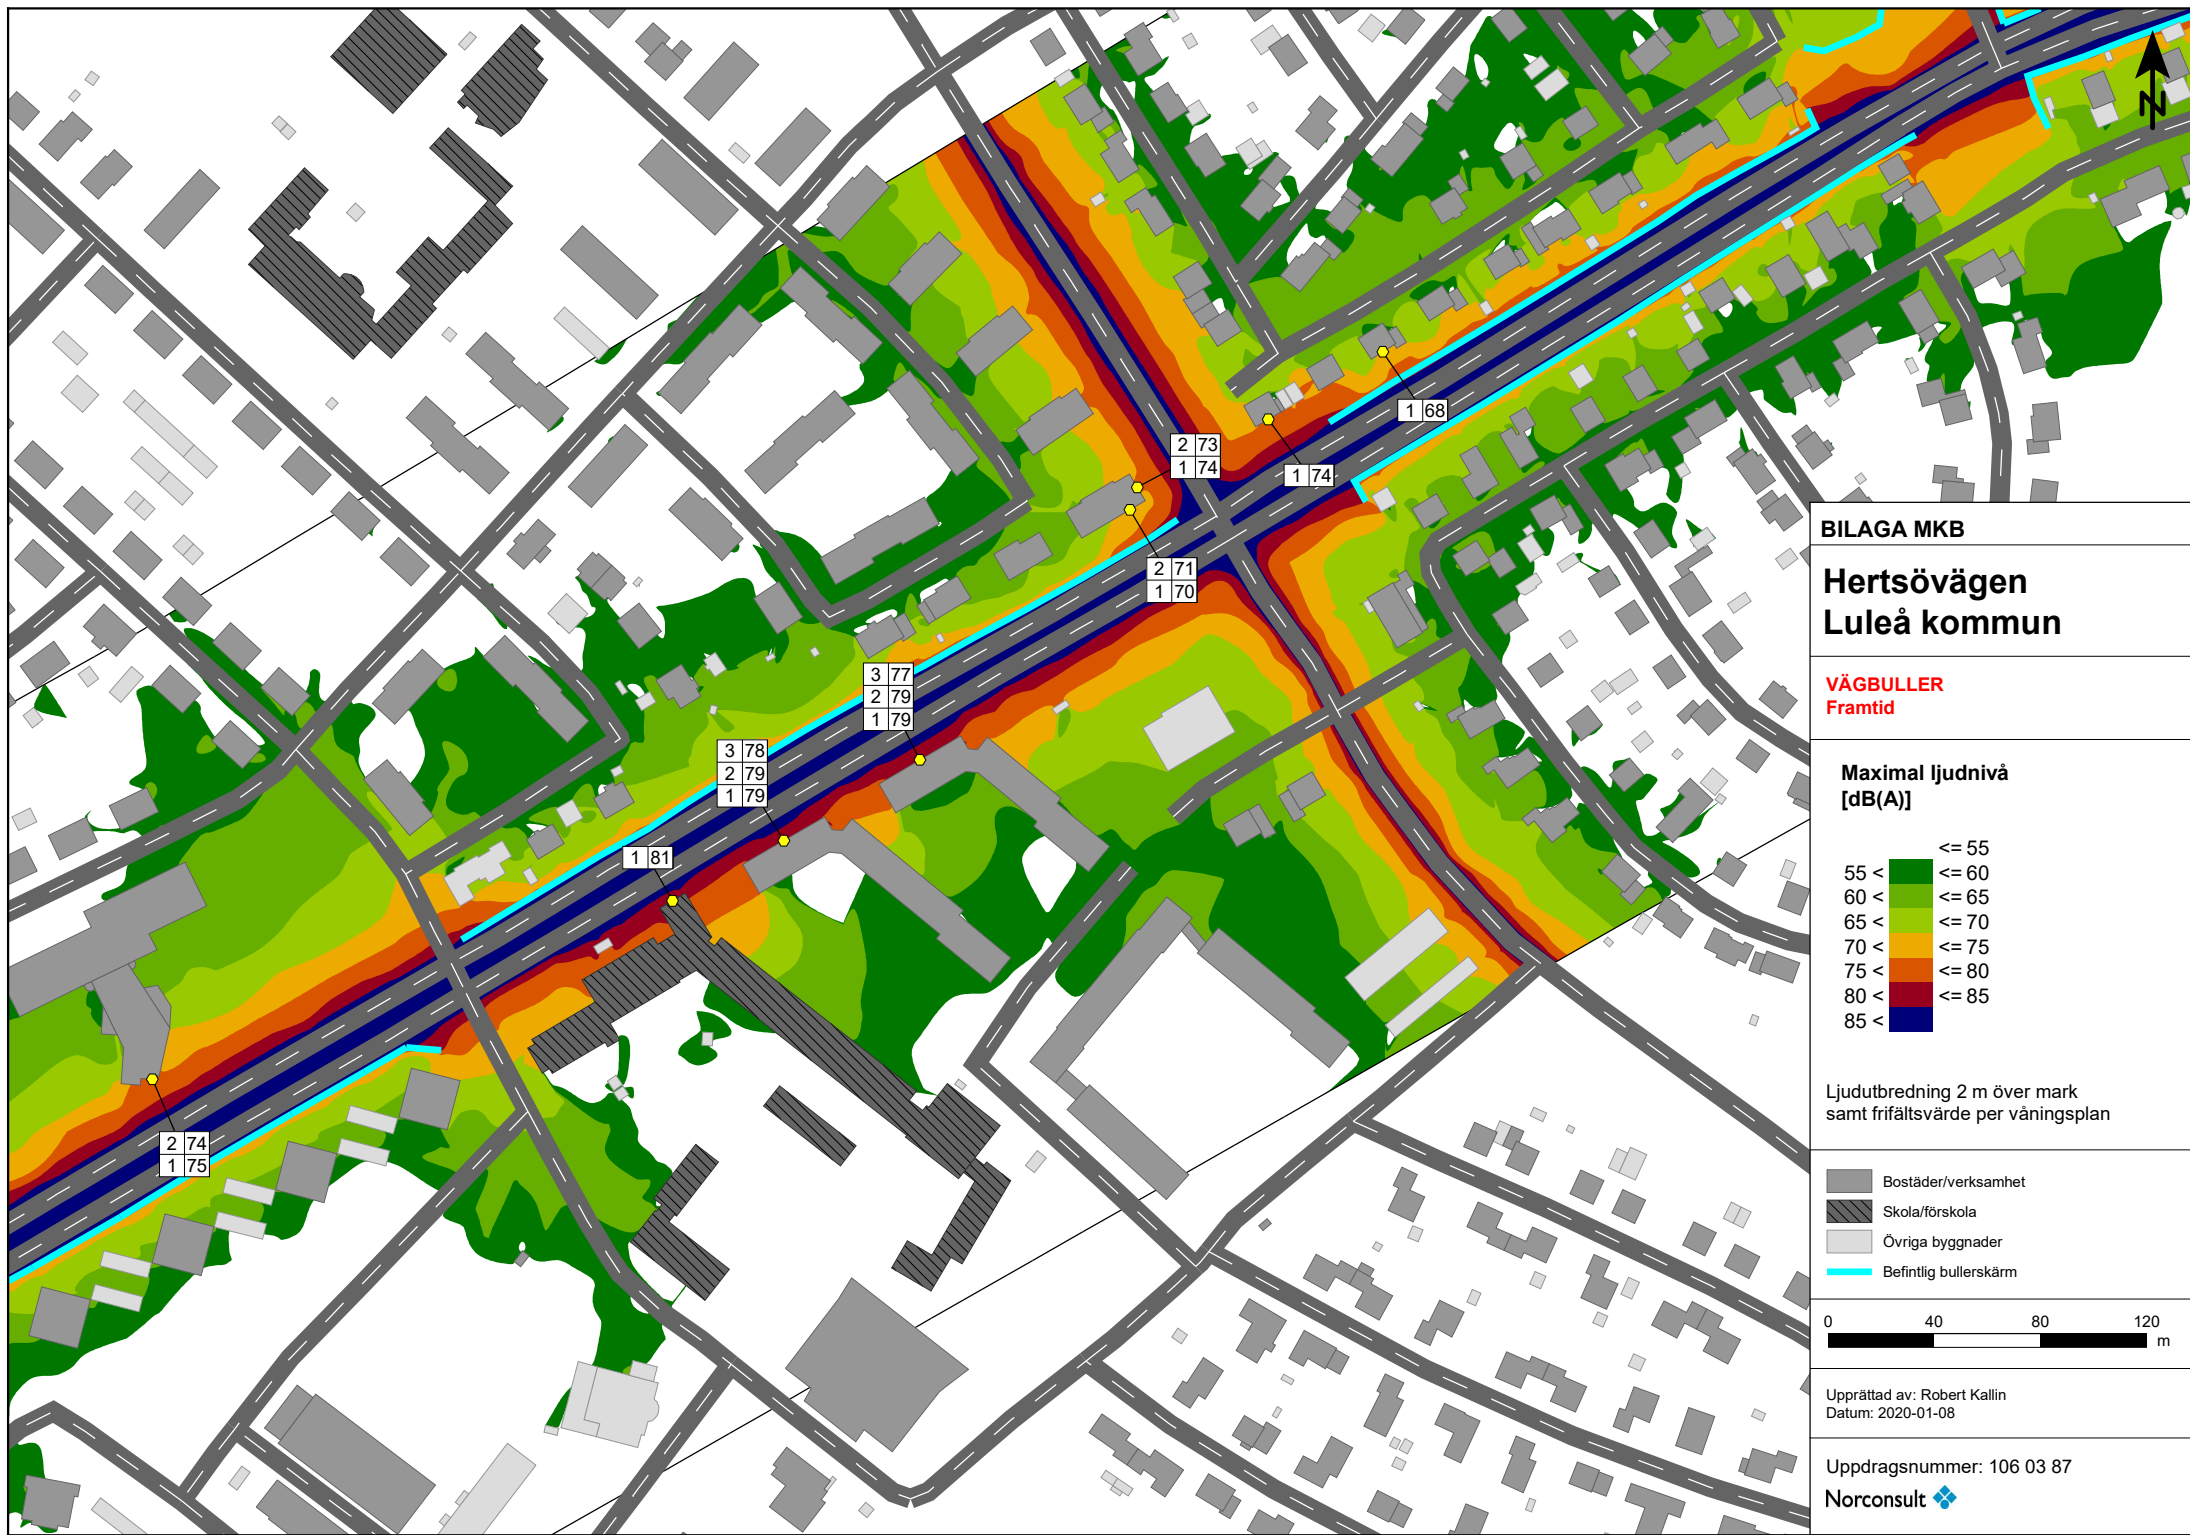 1 68
2 73
1 74
1 74
2 71
1 70
3 77
2 79
1 79
3 78
2 79
1 79
1 81
2 74
1 75
N
BILAGA MKB
Hertsövägen
Luleå kommun
VÄGBULLER
Framtid
Maximal ljudnivå
[dB(A)]
<= 55
55 < <= 60
60 < <= 65
65 < <= 70
70 < <= 75
75 < <= 80
80 < <= 85
85 <
Ljudutbredning 2 m över mark
samt frifältsvärde per våningsplan
Bostäder/verksamhet
Skola/förskola
Övriga byggnader
Befintlig bullerskärm
0 40 80 120
m
Upprättad av: Robert Kallin
Datum: 2020-01-08
Uppdragsnummer: 106 03 87
Norconsult